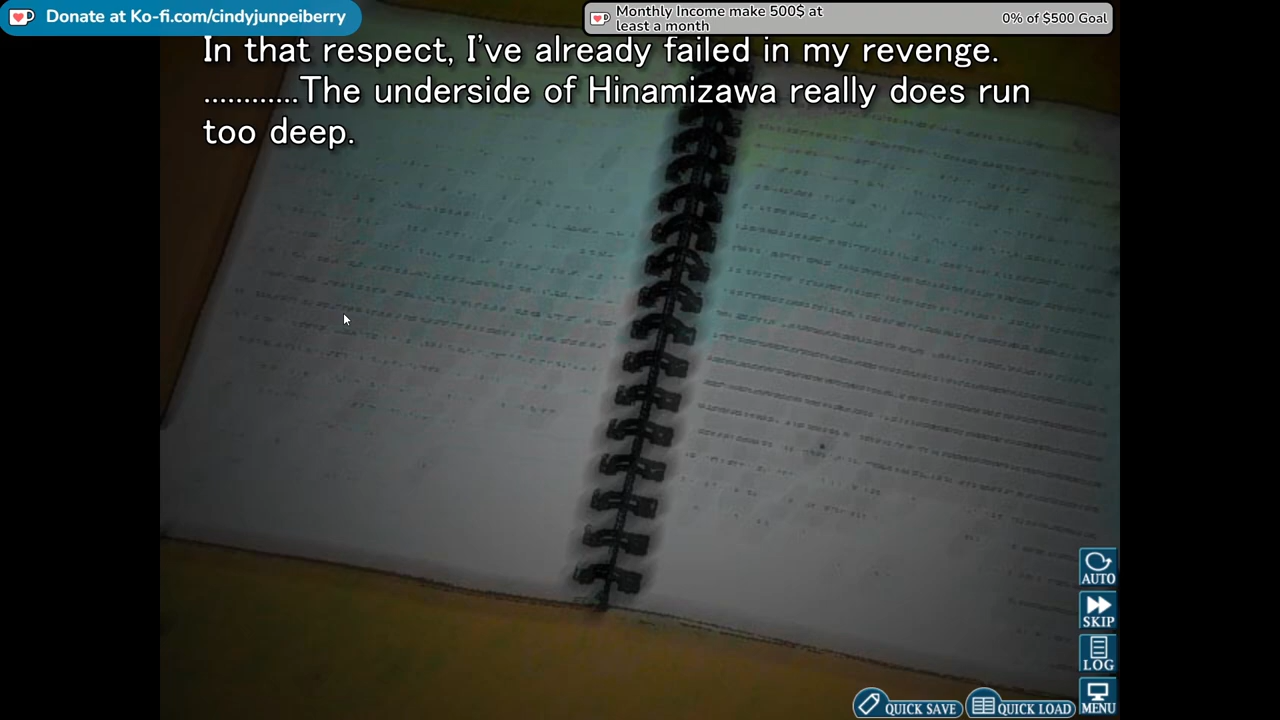 Donate at Ko-fi.com/cindyjunpeiberry
Monthly Income make 500$ at
least a month
0% of $500 Goal
In that respect, I've already failed in my revenge.
............The underside of Hinamizawa really does run
too deep.
AUTO
SKIP
LOG
MENU
QUICK SAVE
QUICK LOAD